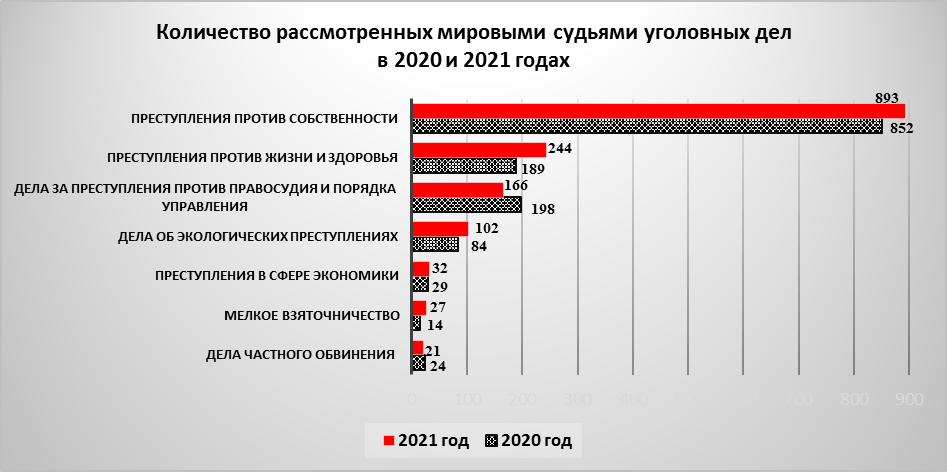 Количество рассмотренных мировыми судьями уголовных дел
в 2020 и 2021 годах
ПРЕСТУПЛЕНИЯ ПРОТИВ СОБСТВЕННОСТИ
893
852
ПРЕСТУПЛЕНИЯ ПРОТИВ ЖИЗНИ И ЗДОРОВЬЯ
244
189
ДЕЛА ЗА ПРЕСТУПЛЕНИЯ ПРОТИВ ПРАВОСУДИЯ И ПОРЯДКА
УПРАВЛЕНИЯ
166
198
ДЕЛА ОБ ЭКОЛОГИЧЕСКИХ ПРЕСТУПЛЕНИЯХ
102
84
ПРЕСТУПЛЕНИЯ В СФЕРЕ ЭКОНОМИКИ
32
29
МЕЛКОЕ ВЗЯТОЧНИЧЕСТВО
27
14
ДЕЛА ЧАСТНОГО ОБВИНЕНИЯ
21
24
0 100 200 300 400 500 600 700 800 900
2021 год 2020 год